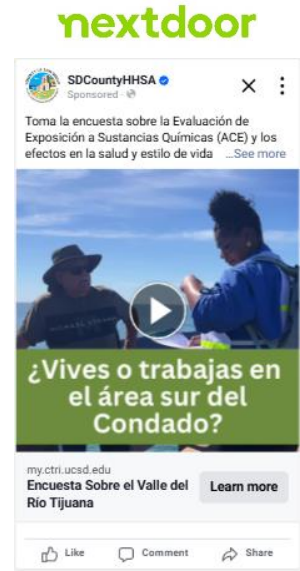 nextdoor
SDCountyHHSA
Sponsored
Toma la encuesta sobre la Evaluación de
Exposición a Sustancias Químicas (ACE) y los
efectos en la salud y estilo de vida ...See more
¿Vives o trabajas en
el área sur del
Condado?
my.ctri.ucsd.edu
Encuesta Sobre el Valle del
Río Tijuana
Learn more
Like Comment Share